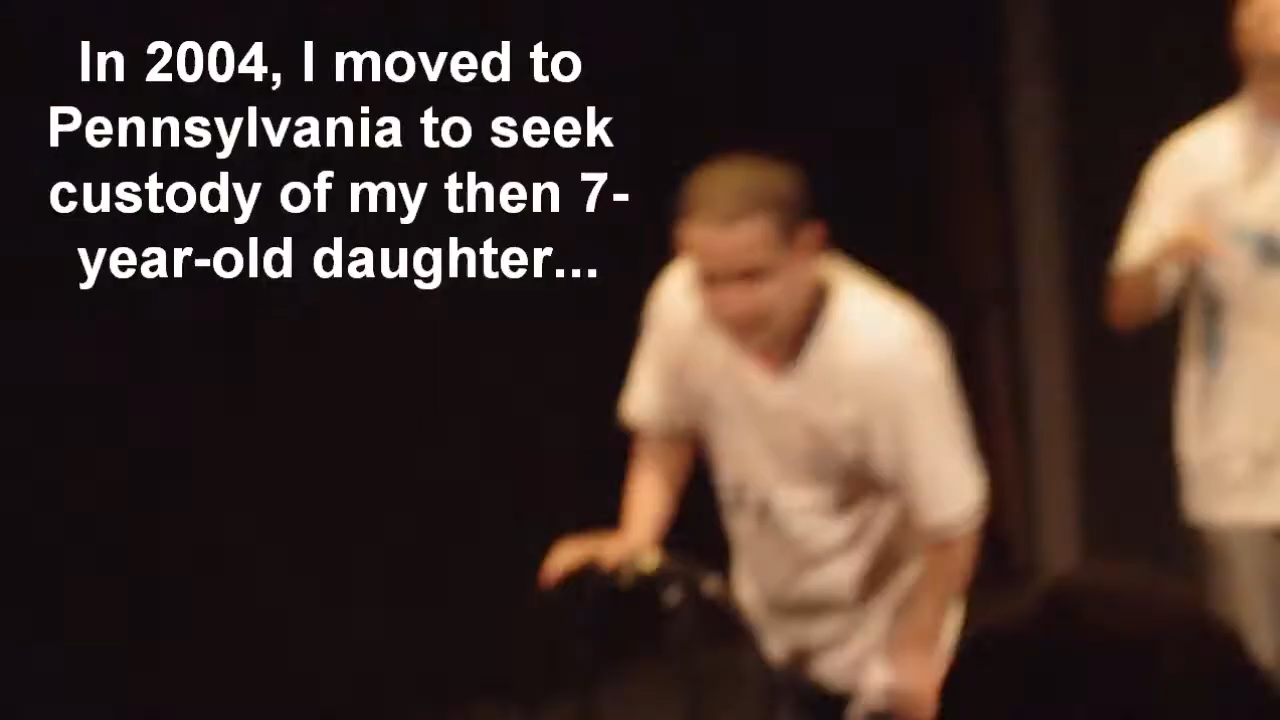 In 2004, I moved to
Pennsylvania to seek
custody of my then 7-
year-old daughter...